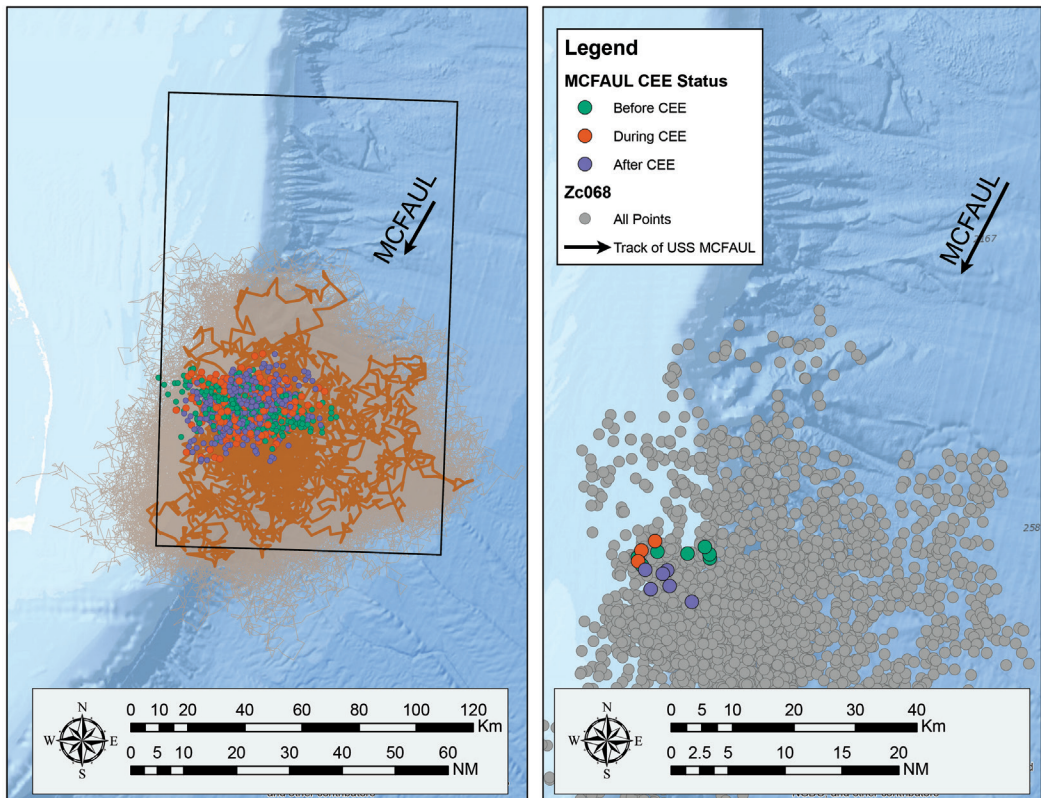 MCFAUL
N
W E
S
0 10 20 40 60 80 100 120
Km
0 5 10 20 30 40 50 60
NM
Legend
MCFAUL CEE Status
Before CEE
During CEE
After CEE
Zc068
All Points
Track of USS MCFAUL
MCFAUL
258
N
W E
S
0 5 10 20 30 40
Km
0 2.5 5 10 15 20
NM